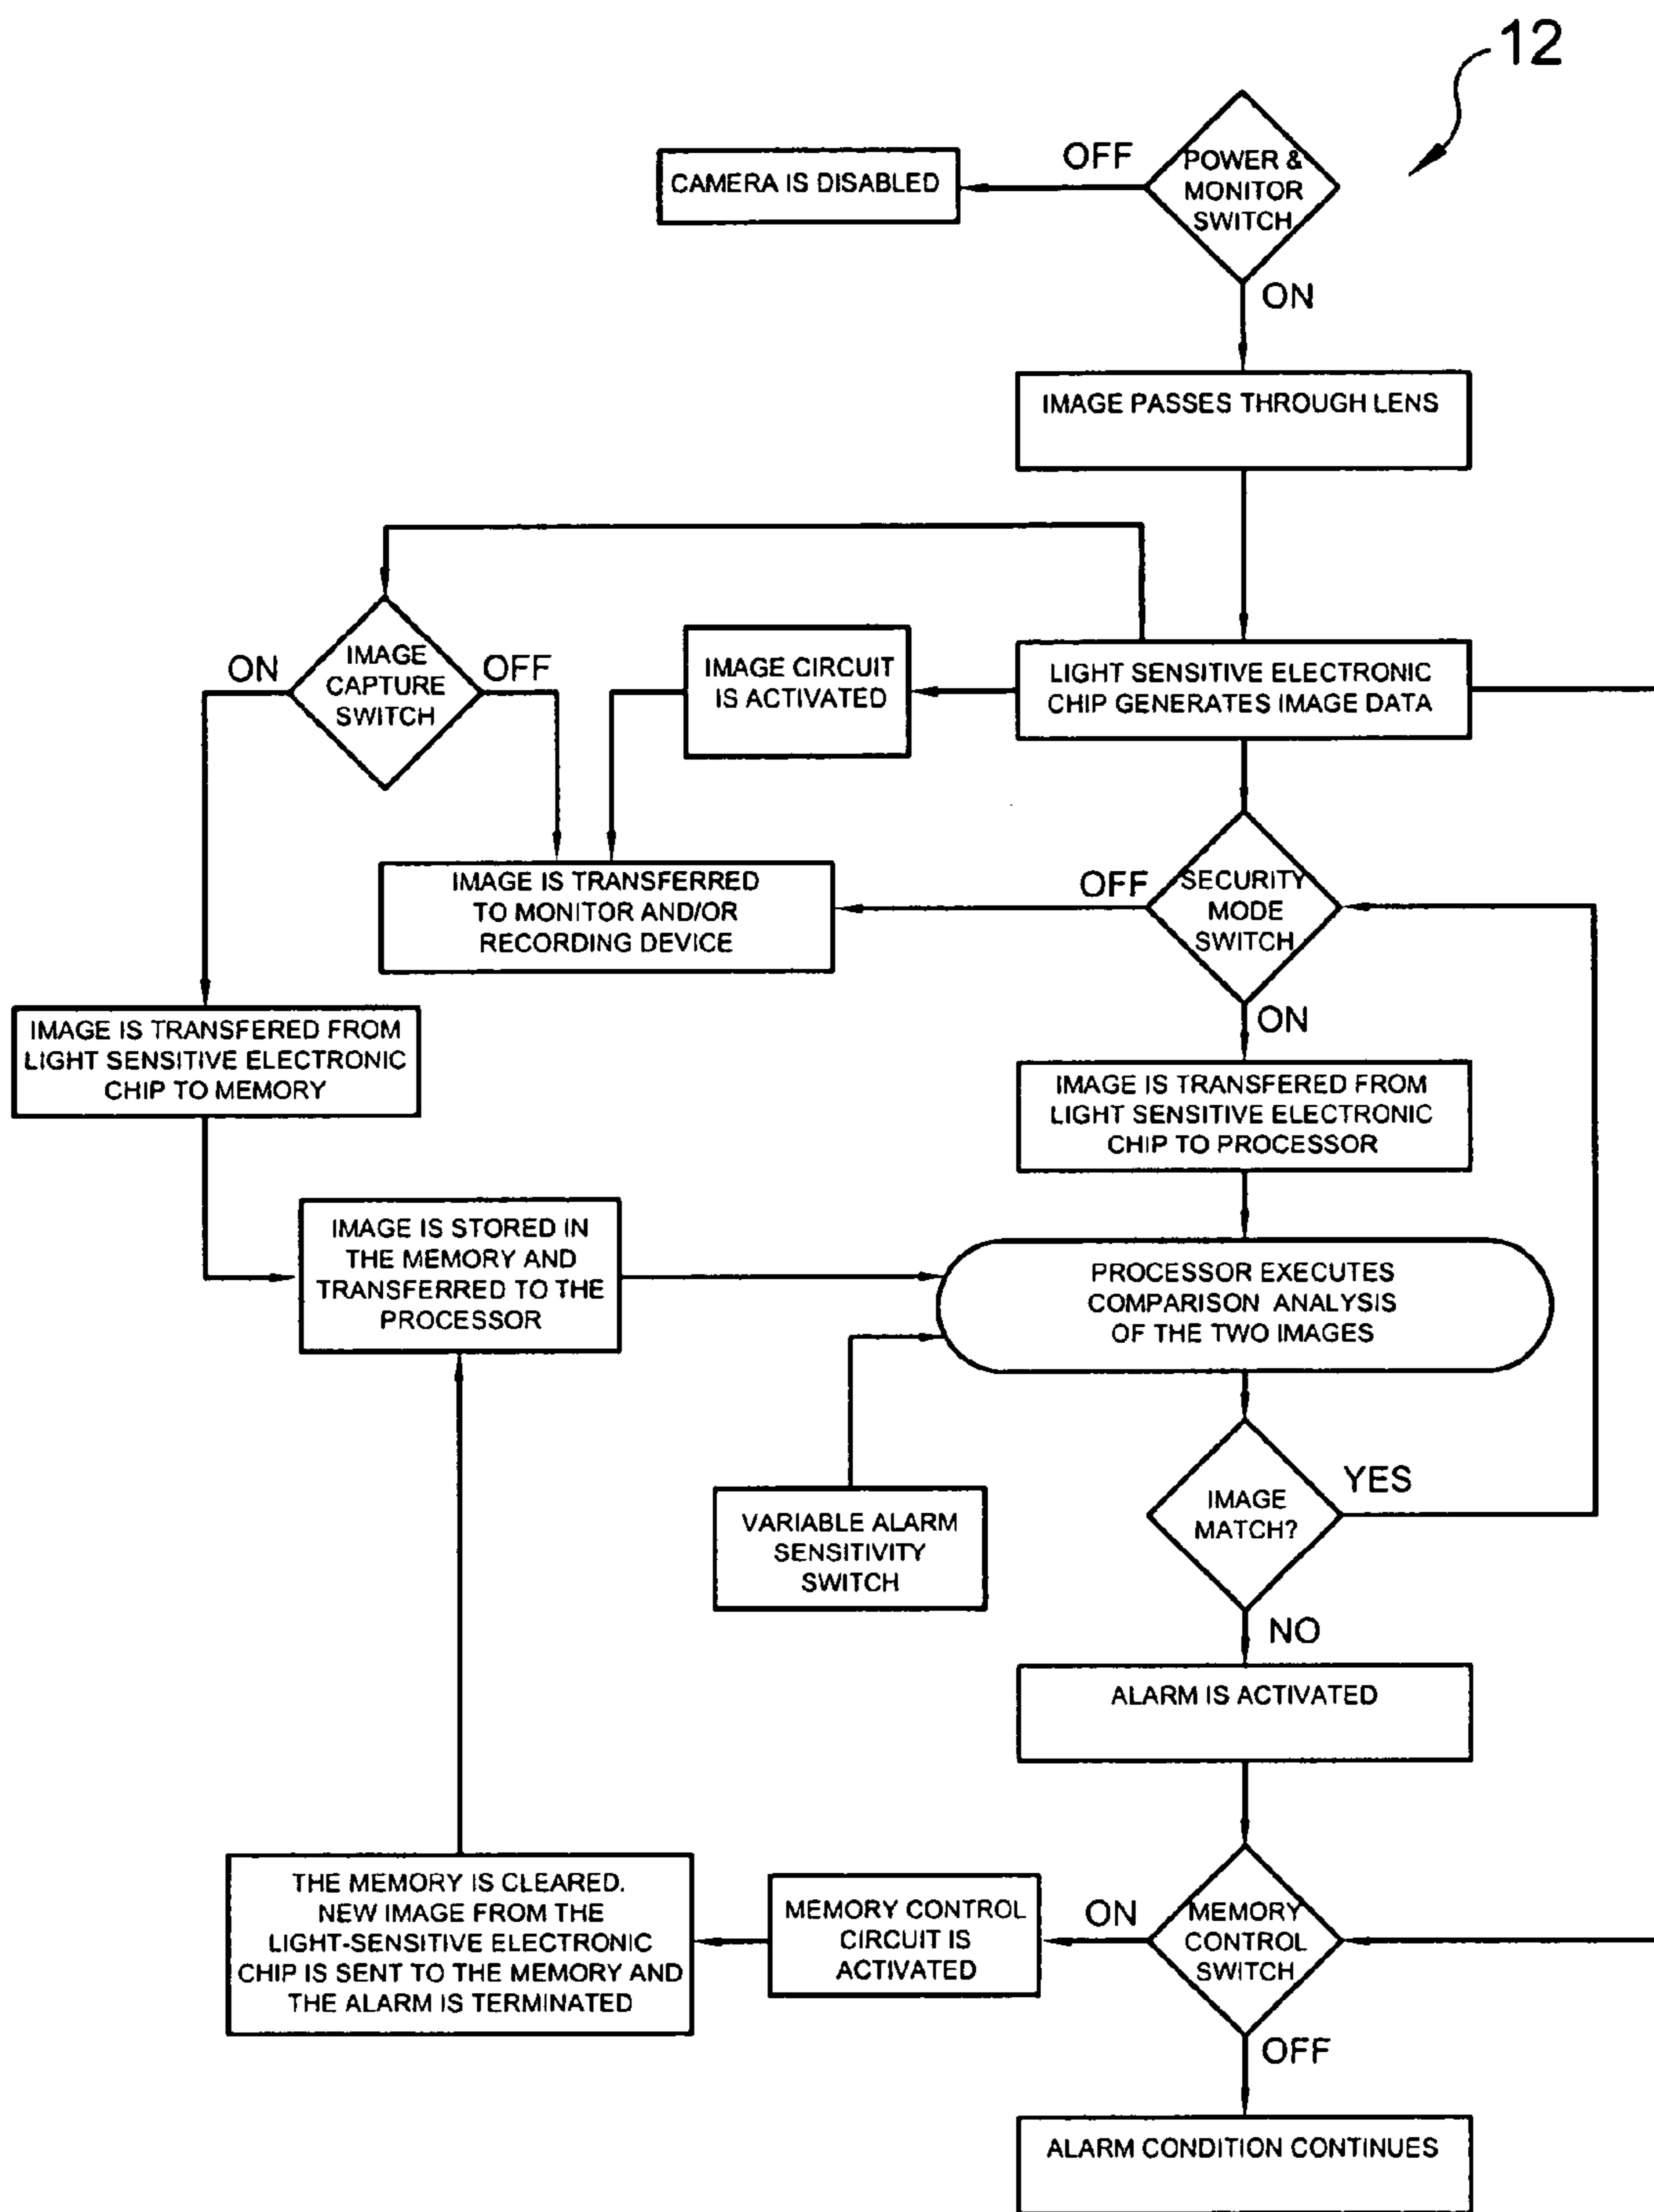 12
POWER &
MONITOR
SWITCH
OFF
CAMERA IS DISABLED
ON
IMAGE PASSES THROUGH LENS
LIGHT SENSITIVE ELECTRONIC
CHIP GENERATES IMAGE DATA
IMAGE CIRCUIT
IS ACTIVATED
IMAGE
CAPTURE
SWITCH
ON
OFF
IMAGE IS TRANSFERRED
TO MONITOR AND/OR
RECORDING DEVICE
OFF
SECURITY
MODE
SWITCH
ON
IMAGE IS TRANSFERED FROM
LIGHT SENSITIVE ELECTRONIC
CHIP TO MEMORY
IMAGE IS TRANSFERED FROM
LIGHT SENSITIVE ELECTRONIC
CHIP TO PROCESSOR
IMAGE IS STORED IN
THE MEMORY AND
TRANSFERRED TO THE
PROCESSOR
PROCESSOR EXECUTES
COMPARISON ANALYSIS
OF THE TWO IMAGES
VARIABLE ALARM
SENSITIVITY
SWITCH
IMAGE
MATCH?
YES
NO
ALARM IS ACTIVATED
MEMORY
CONTROL
SWITCH
ON
MEMORY CONTROL
CIRCUIT IS
ACTIVATED
THE MEMORY IS CLEARED.
NEW IMAGE FROM THE
LIGHT-SENSITIVE ELECTRONIC
CHIP IS SENT TO THE MEMORY AND
THE ALARM IS TERMINATED
OFF
ALARM CONDITION CONTINUES